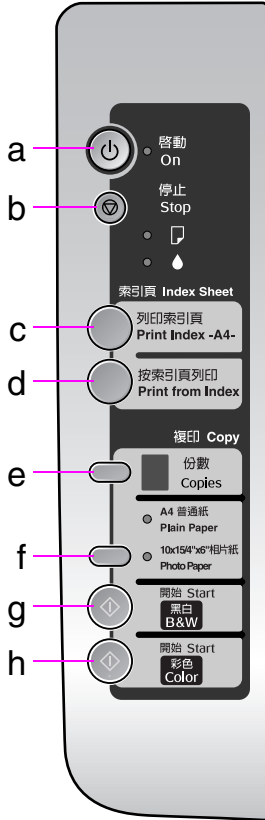 a
啓動
On
b
停止
Stop
索引頁 Index Sheet
c
列印索引頁
Print Index -A4-
d
按索引頁列印
Print from Index
複印 Copy
e
份數
Copies
A4 普通紙
Plain Paper
f
10x15/4"x6"相片紙
Photo Paper
g
開始 Start
黑白
B&W
h
開始 Start
彩色
Color